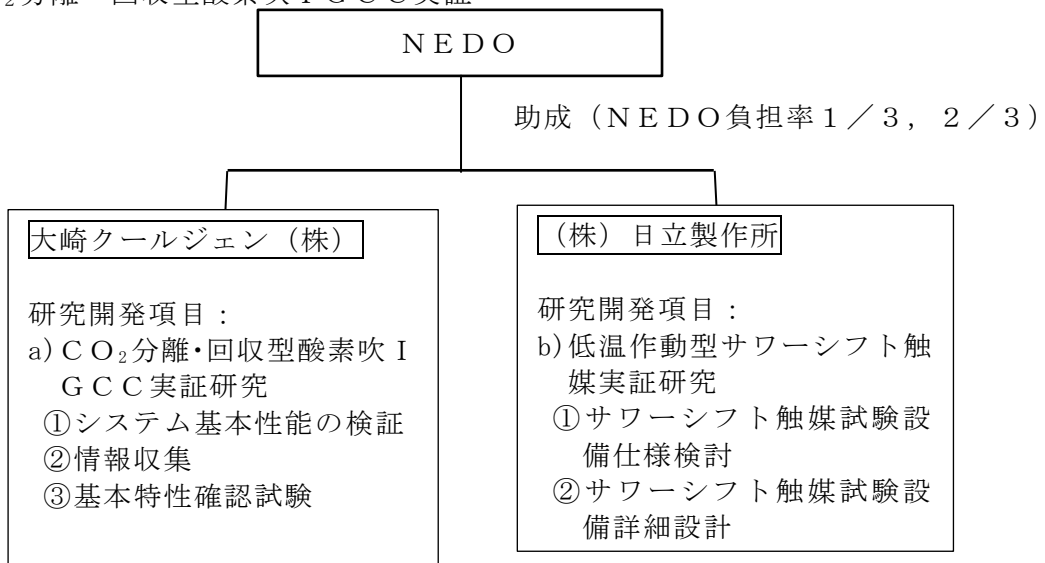 ₂分離・回収型酸素吹IGCC実証
NEDO
助成(NEDO負担率1/3, 2/3)
大崎クールジェン(株)
研究開発項目:
a)CO₂分離・回収型酸素吹I
GCC実証研究
①システム基本性能の検証
②情報収集
③基本特性確認試験
(株)日立製作所
研究開発項目:
b)低温作動型サワーシフト触
媒実証研究
①サワーシフト触媒試験設
備仕様検討
②サワーシフト触媒試験設
備詳細設計